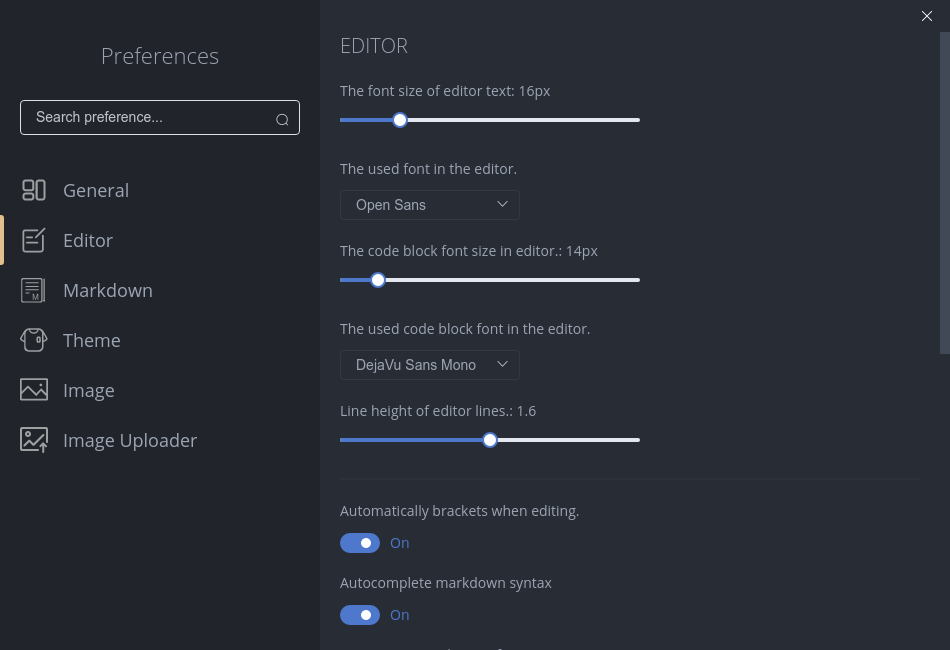 Preferences
Search preference...
General
Editor
Markdown
Theme
Image
Image Uploader
EDITOR
The font size of editor text: 16px
The used font in the editor.
Open Sans
The code block font size in editor.: 14px
The used code block font in the editor.
DejaVu Sans Mono
Line height of editor lines.: 1.6
Automatically brackets when editing.
On
Autocomplete markdown syntax
On